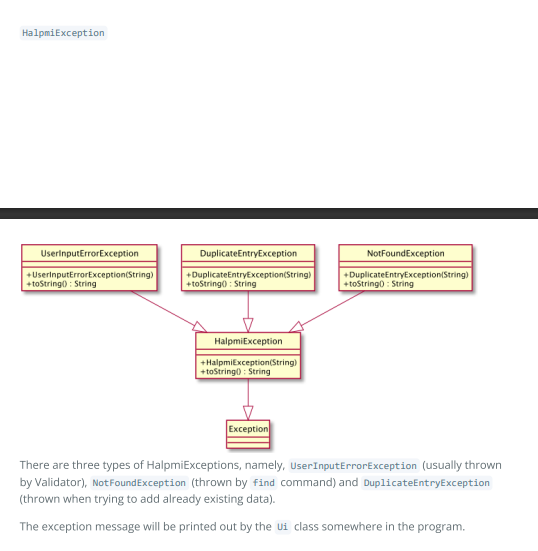 HalpmiException
UserInputErrorException
+UserInputErrorException(String)
+toString() : String
DuplicateEntryException
+DuplicateEntryException(String)
+toString() : String
NotFoundException
+DuplicateEntryException(String)
+toString() : String
HalpmiException
+HalpmiException(String)
+toString() : String
Exception
There are three types of HalpmiExceptions, namely, UserInputErrorException (usually thrown
by Validator), NotFoundException (thrown by find command) and DuplicateEntryException
(thrown when trying to add already existing data).
The exception message will be printed out by the Ui class somewhere in the program.